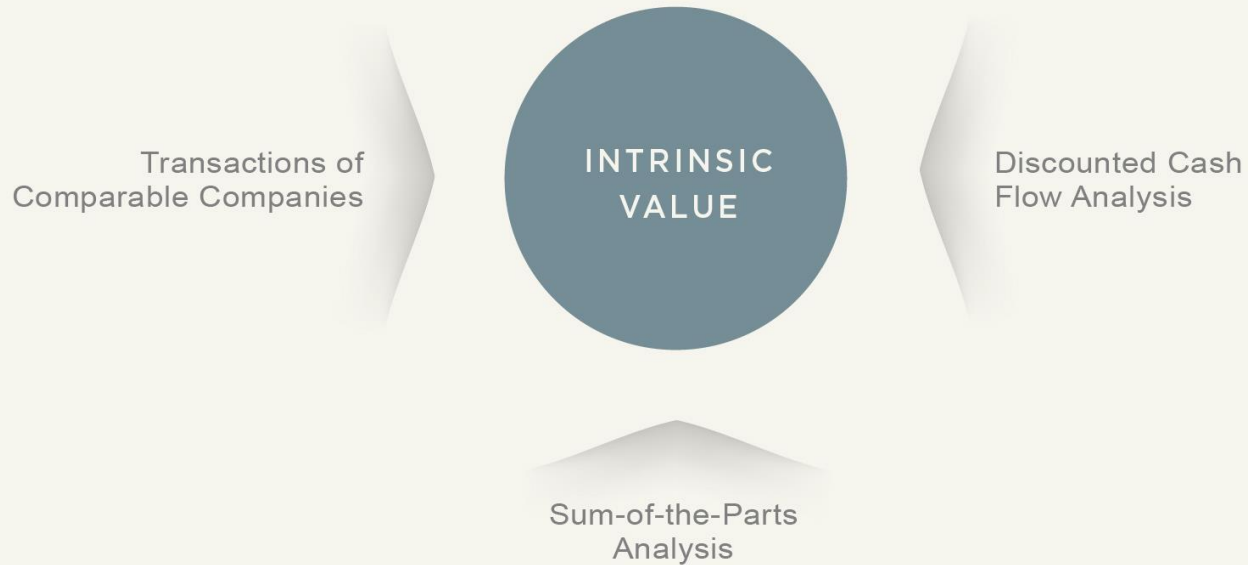 Transactions of
Comparable Companies
INTRINSIC
VALUE
Discounted Cash
Flow Analysis
Sum-of-the-Parts
Analysis